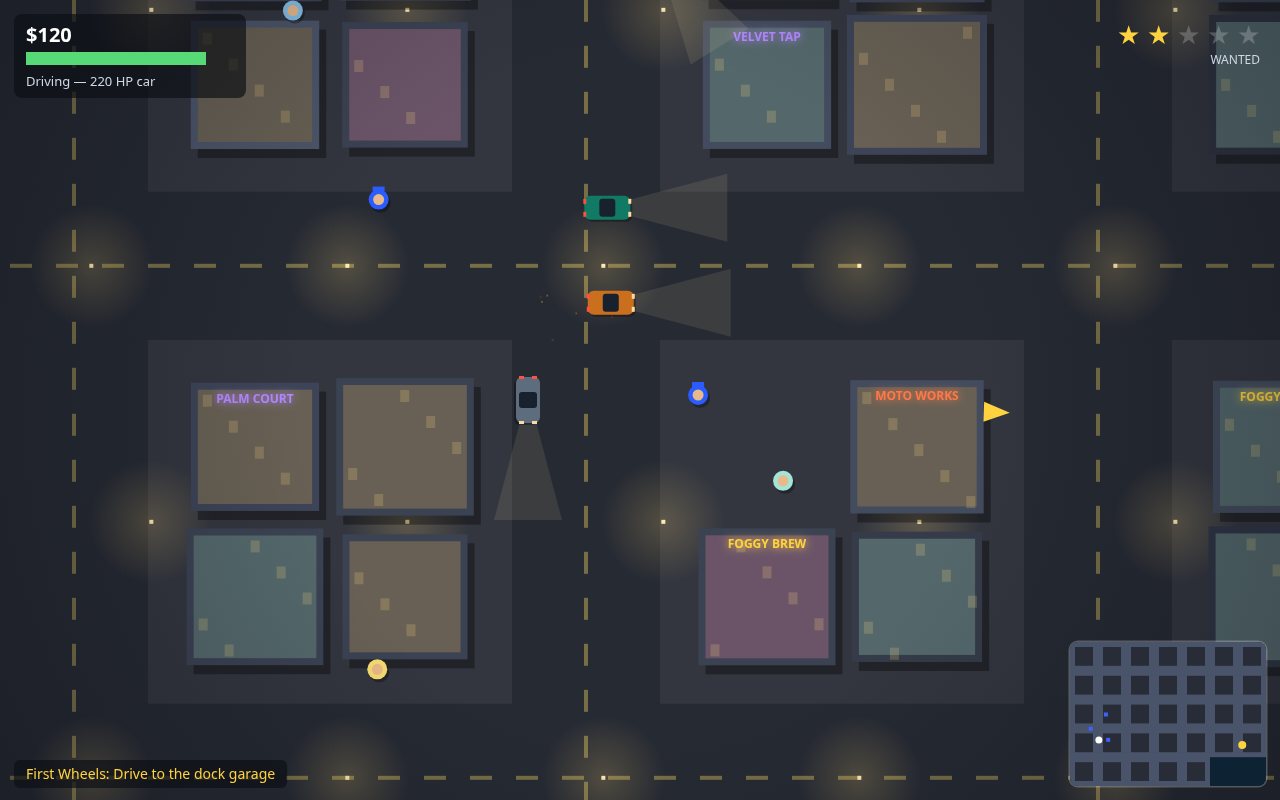 $120
Driving — 220 HP car
VELVET TAP
★★★★★
WANTED
PALM COURT
MOTO WORKS
FOGGY
FOGGY BREW
First Wheels: Drive to the dock garage